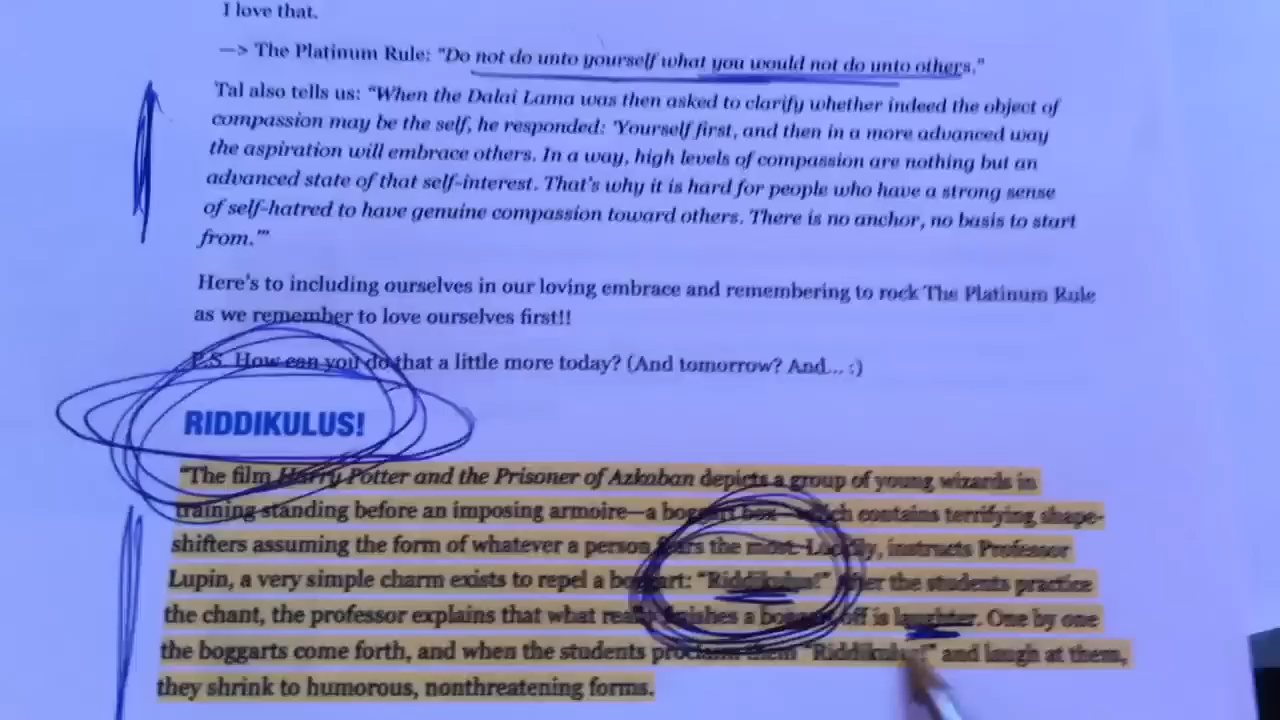 I love that.
—> The Platinum Rule: "Do not do unto yourself what you would not do unto others."
Tal also tells us: "When the Dalai Lama was then asked to clarify whether indeed the object of
compassion may be the self, he responded: 'Yourself first, and then in a more advanced way
the aspiration will embrace others. In a way, high levels of compassion are nothing but an
advanced state of that self-interest. That's why it is hard for people who have a strong sense
of self-hatred to have genuine compassion toward others. There is no anchor, no basis to start
from.'"
Here's to including ourselves in our loving embrace and remembering to rock The Platinum Rule
as we remember to love ourselves first!!
P.S. How can you do that a little more today? (And tomorrow? And... :)
RIDDIKULUS!
"The film Harry Potter and the Prisoner of Azkaban depicts a group of young wizards in
training standing before an imposing armoire—a boggart box—which contains terrifying shape-
shifters assuming the form of whatever a person fears the most. Luckily, instructs Professor
Lupin, a very simple charm exists to repel a boggart: "Riddikulus!" After the students practice
the chant, the professor explains that what really finishes a boggart off is laughter. One by one
the boggarts come forth, and when the students proclaim them "Riddikulus!" and laugh at them,
they shrink to humorous, nonthreatening forms.